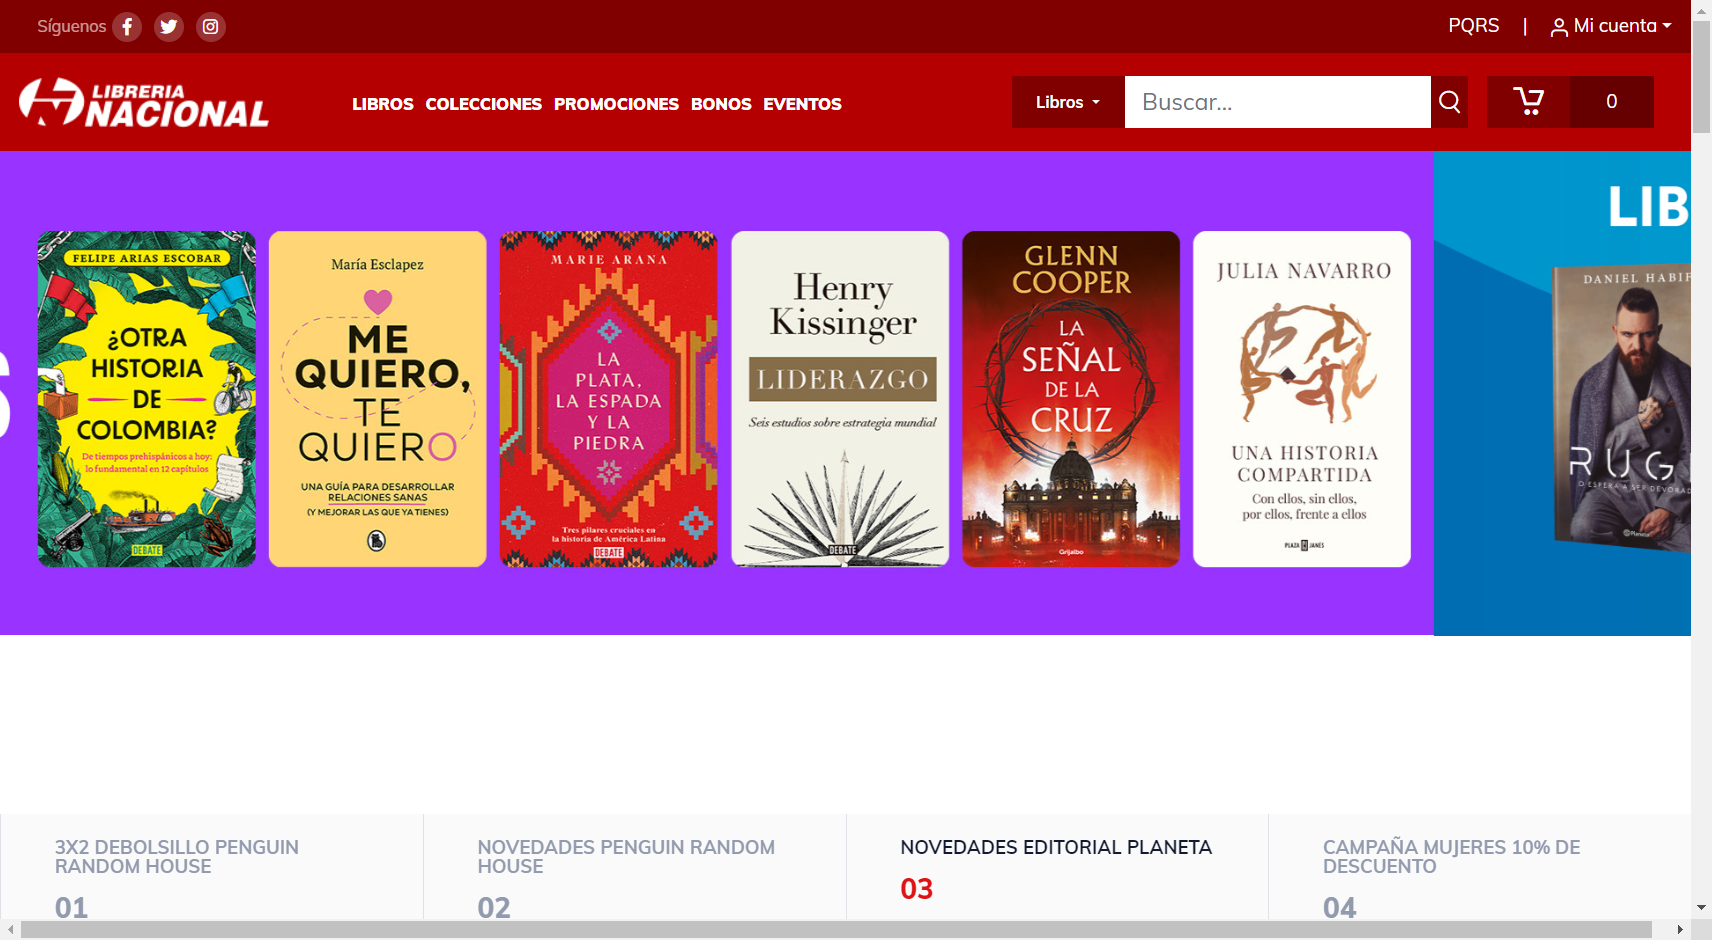 Síguenos
PQRS | Mi cuenta
LIBRERIA
NACIONAL
LIBROS COLECCIONES PROMOCIONES BONOS EVENTOS
Libros
Buscar...
0
FELIPE ARIAS ESCOBAR
¿OTRA
HISTORIA
DE
COLOMBIA?
De tiempos prehispánicos a hoy:
lo fundamental en 12 capítulos
DEBATE
María Esclapez
ME
QUIERO,
TE
QUIERO
UNA GUÍA PARA DESARROLLAR
RELACIONES SANAS
(Y MEJORAR LAS QUE YA TIENES)
MARIE ARANA
LA
PLATA,
LA ESPADA
Y LA
PIEDRA
Tres pilares cruciales en
la historia de América Latina
DEBATE
Henry
Kissinger
LIDERAZGO
Seis estudios sobre estrategia mundial
DEBATE
GLENN
COOPER
LA
SEÑAL
DE LA
CRUZ
Grijalbo
JULIA NAVARRO
UNA HISTORIA
COMPARTIDA
Con ellos, sin ellos,
por ellos, frente a ellos
PLAZA JANÉS
LIB
DANIEL HABIF
RUG
O ESPERA A SER DEVORAD
Planeta
3X2 DEBOLSILLO PENGUIN
RANDOM HOUSE
01
NOVEDADES PENGUIN RANDOM
HOUSE
02
NOVEDADES EDITORIAL PLANETA
03
CAMPAÑA MUJERES 10% DE
DESCUENTO
04